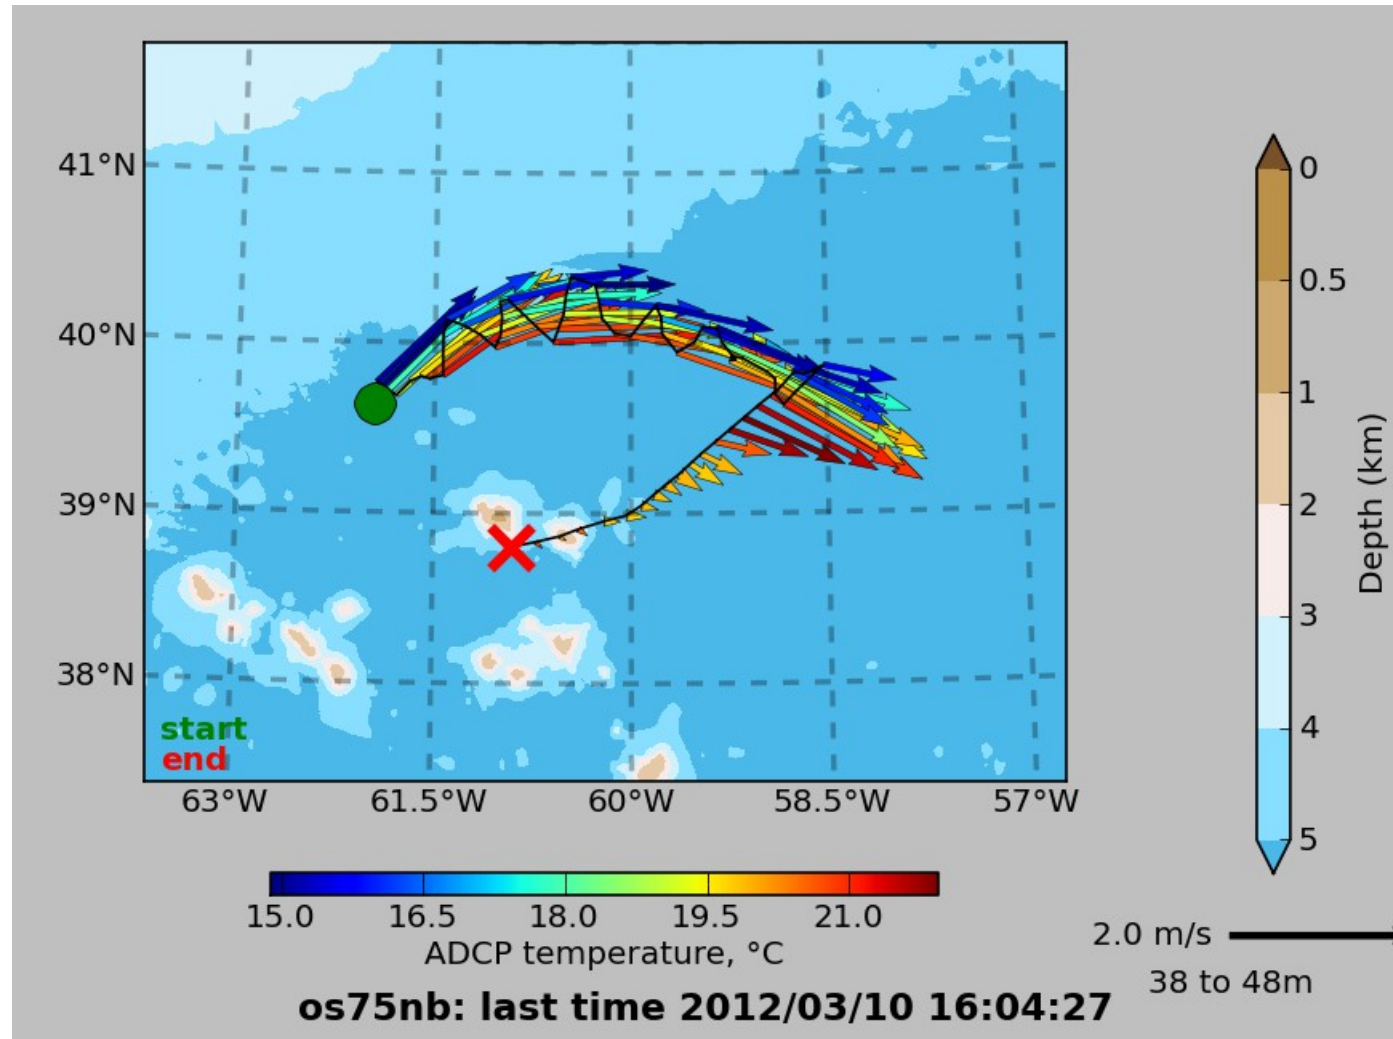 41°N
40°N
39°N
38°N
start
end
63°W 61.5°W 60°W 58.5°W 57°W
0
0.5
1
2
3
4
5
Depth (km)
15.0 16.5 18.0 19.5 21.0
ADCP temperature, °C
2.0 m/s
38 to 48m
os75nb: last time 2012/03/10 16:04:27